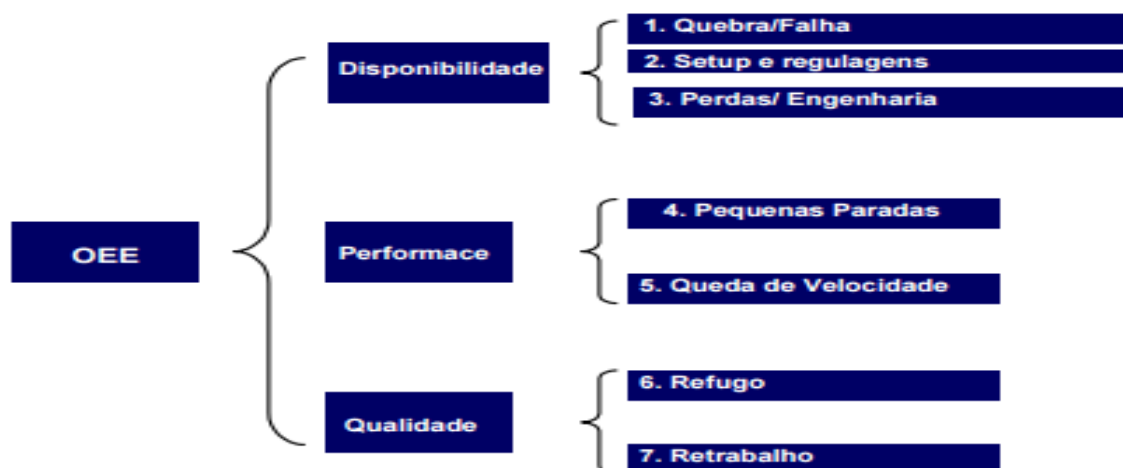 OEE
Disponibilidade
1. Quebra/Falha
2. Setup e regulagens
3. Perdas/ Engenharia
Performace
4. Pequenas Paradas
5. Queda de Velocidade
Qualidade
6. Refugo
7. Retrabalho